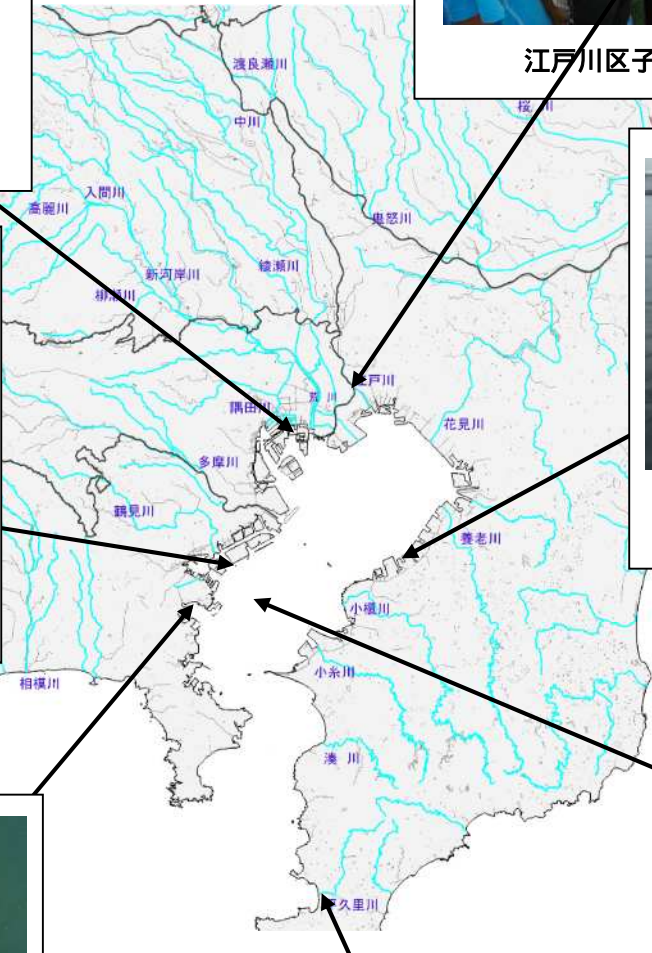 江戸川区子
渡良瀬川
桜 川
中川
入間川
高麗川
鬼怒川
綾瀬川
新河岸川
柳瀬川
江戸川
荒 川
隅田川
花見川
多摩川
鶴見川
養老川
小櫃川
小糸川
相模川
湊 川
久里川